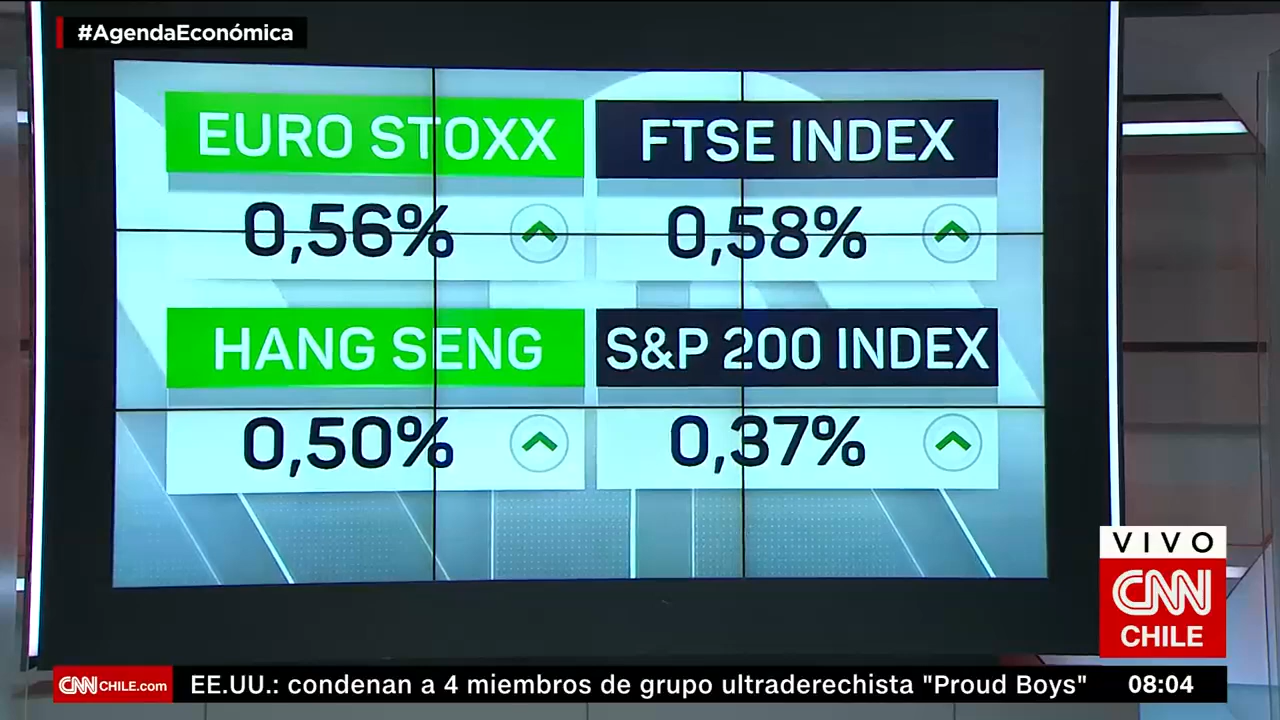 #AgendaEconómica
EURO STOXX
0,56%
FTSE INDEX
0,58%
HANG SENG
0,50%
S&P 200 INDEX
0,37%
VIVO
CNN
CHILE
CNNCHILE.com
EE.UU.: condenan a 4 miembros de grupo ultraderechista "Proud Boys"
08:04